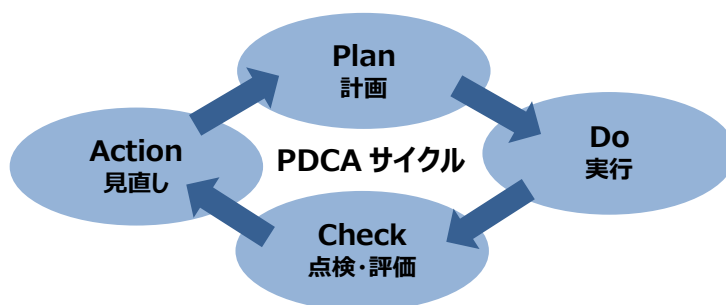 Plan
計画
Do
実行
Check
点検・評価
Action
見直し
PDCA サイクル